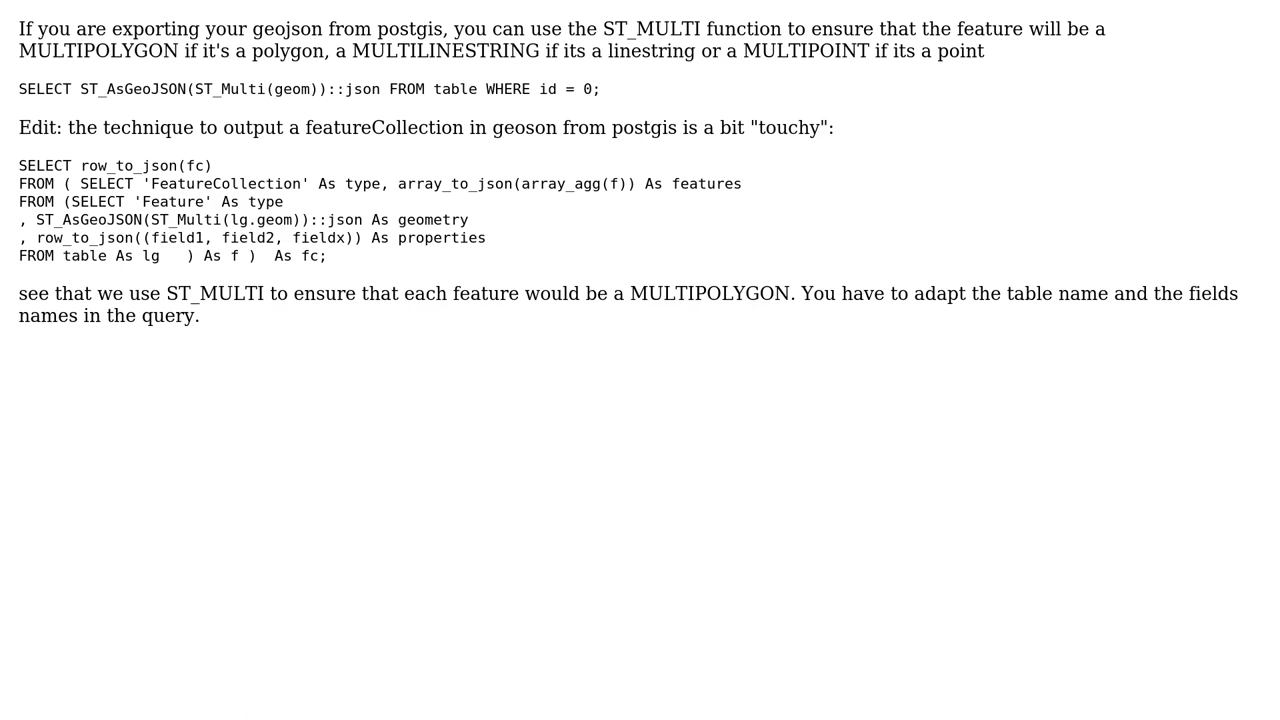 If you are exporting your geojson from postgis, you can use the ST_MULTI function to ensure that the feature will be a
MULTIPOLYGON if it's a polygon, a MULTILINESTRING if its a linestring or a MULTIPOINT if its a point
SELECT ST_AsGeoJSON(ST_Multi(geom))::json FROM table WHERE id = 0;
Edit: the technique to output a featureCollection in geoson from postgis is a bit "touchy":
SELECT row_to_json(fc)
FROM ( SELECT 'FeatureCollection' As type, array_to_json(array_agg(f)) As features
FROM (SELECT 'Feature' As type
, ST_AsGeoJSON(ST_Multi(lg.geom))::json As geometry
, row_to_json((field1, field2, fieldx)) As properties
FROM table As lg   ) As f )  As fc;
see that we use ST_MULTI to ensure that each feature would be a MULTIPOLYGON. You have to adapt the table name and the fields
names in the query.